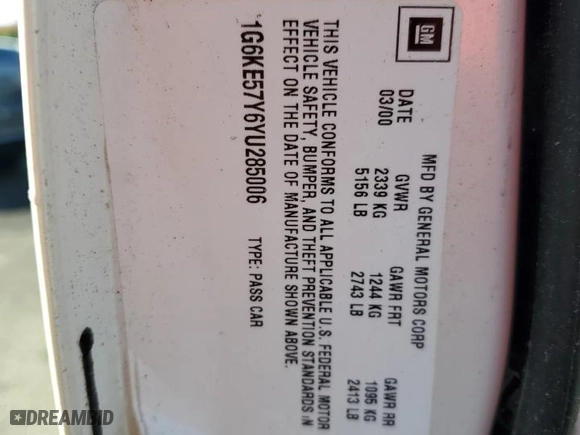 GM
MFD BY GENERAL MOTORS CORP
DATE GVWR GAWR FRT GAWR RR
03/00 2339 KG 1244 KG 1096 KG
5156 LB 2743 LB 2413 LB
THIS VEHICLE CONFORMS TO ALL APPLICABLE U.S. FEDERAL MOTOR
VEHICLE SAFETY, BUMPER, AND THEFT PREVENTION STANDARDS IN
EFFECT ON THE DATE OF MANUFACTURE SHOWN ABOVE.
1G6KE57Y6YU285006 TYPE: PASS CAR
DREAMBID